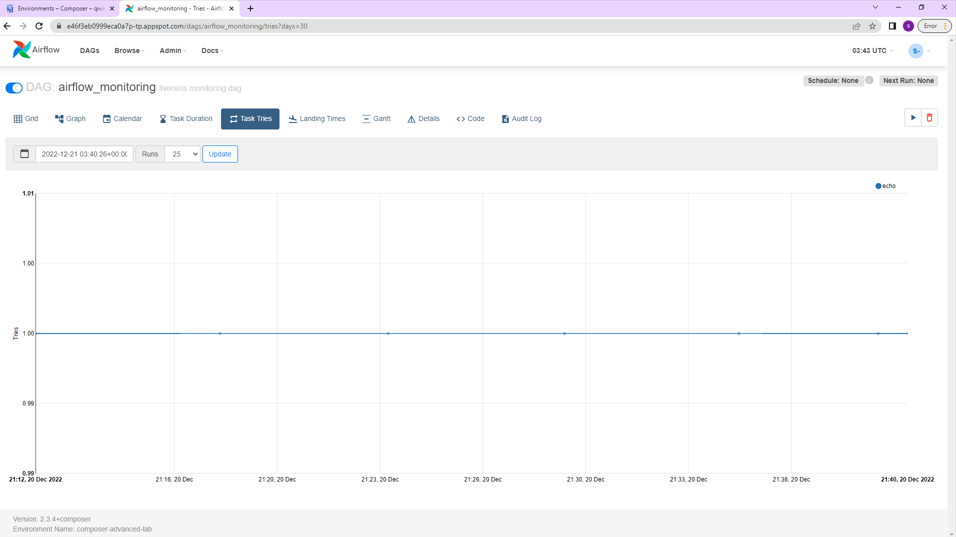 Environments – Composer – qwi
airflow_monitoring - Tries - Airfl
e46f3eb0999eca0a7p-tp.appspot.com/dags/airflow_monitoring/tries?days=30
S
Error
Airflow
DAGs
Browse
Admin
Docs
03:43 UTC
S-
DAG: airflow_monitoring liveness monitoring dag
Schedule: None
i
Next Run: None
Grid
Graph
Calendar
Task Duration
Task Tries
Landing Times
Gantt
Details
Code
Audit Log
2022-12-21 03:40:26+00:00
Runs
25
Update
echo
1.01
1.00
1.00
0.99
0.99
Tries
21:12, 20 Dec 2022
21:16, 20 Dec
21:20, 20 Dec
21:23, 20 Dec
21:26, 20 Dec
21:30, 20 Dec
21:33, 20 Dec
21:36, 20 Dec
21:40, 20 Dec 2022
Version: 2.3.4+composer
Environment Name: composer-advanced-lab